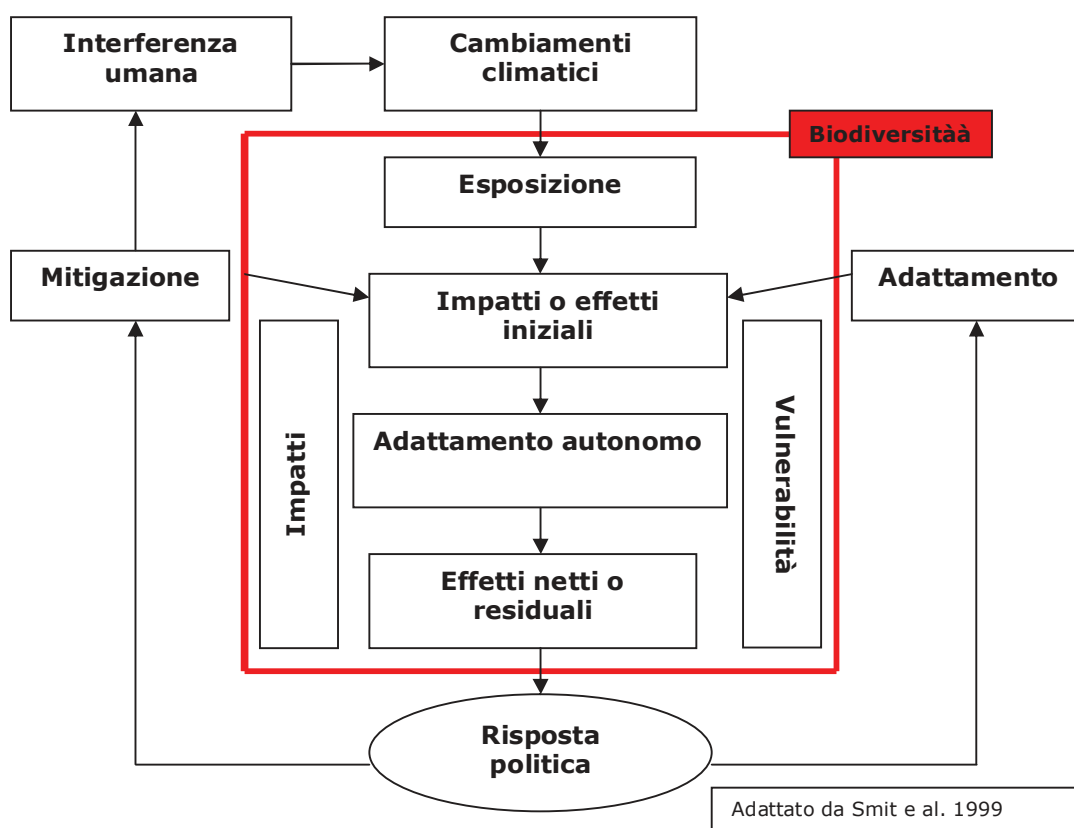 Interferenza
umana
Cambiamenti
climatici
Biodiversitàà
Esposizione
Mitigazione
Impatti o effetti
iniziali
Adattamento
Impatti
Adattamento autonomo
Vulnerabilità
Effetti netti o
residuali
Risposta
politica
Adattato da Smit e al. 1999